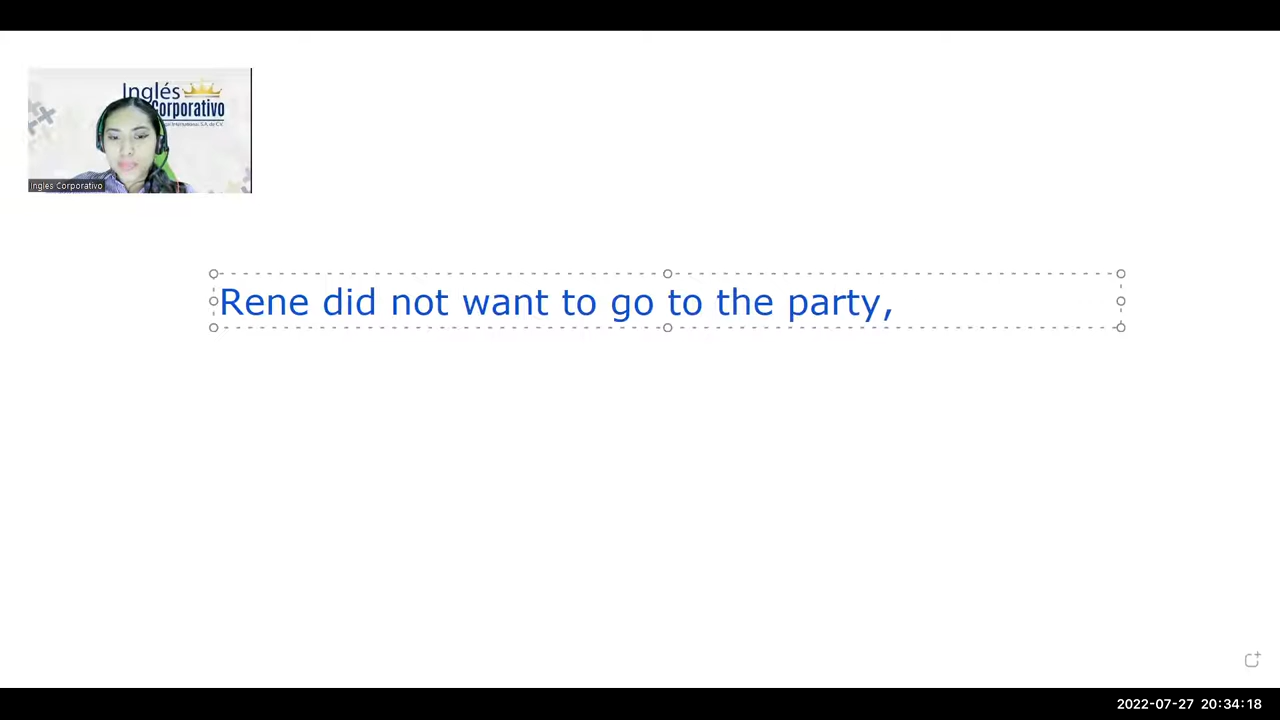 Inglés
Corporativo
Ingles Corporativo
Rene did not want to go to the party,
2022-07-27 20:34:18